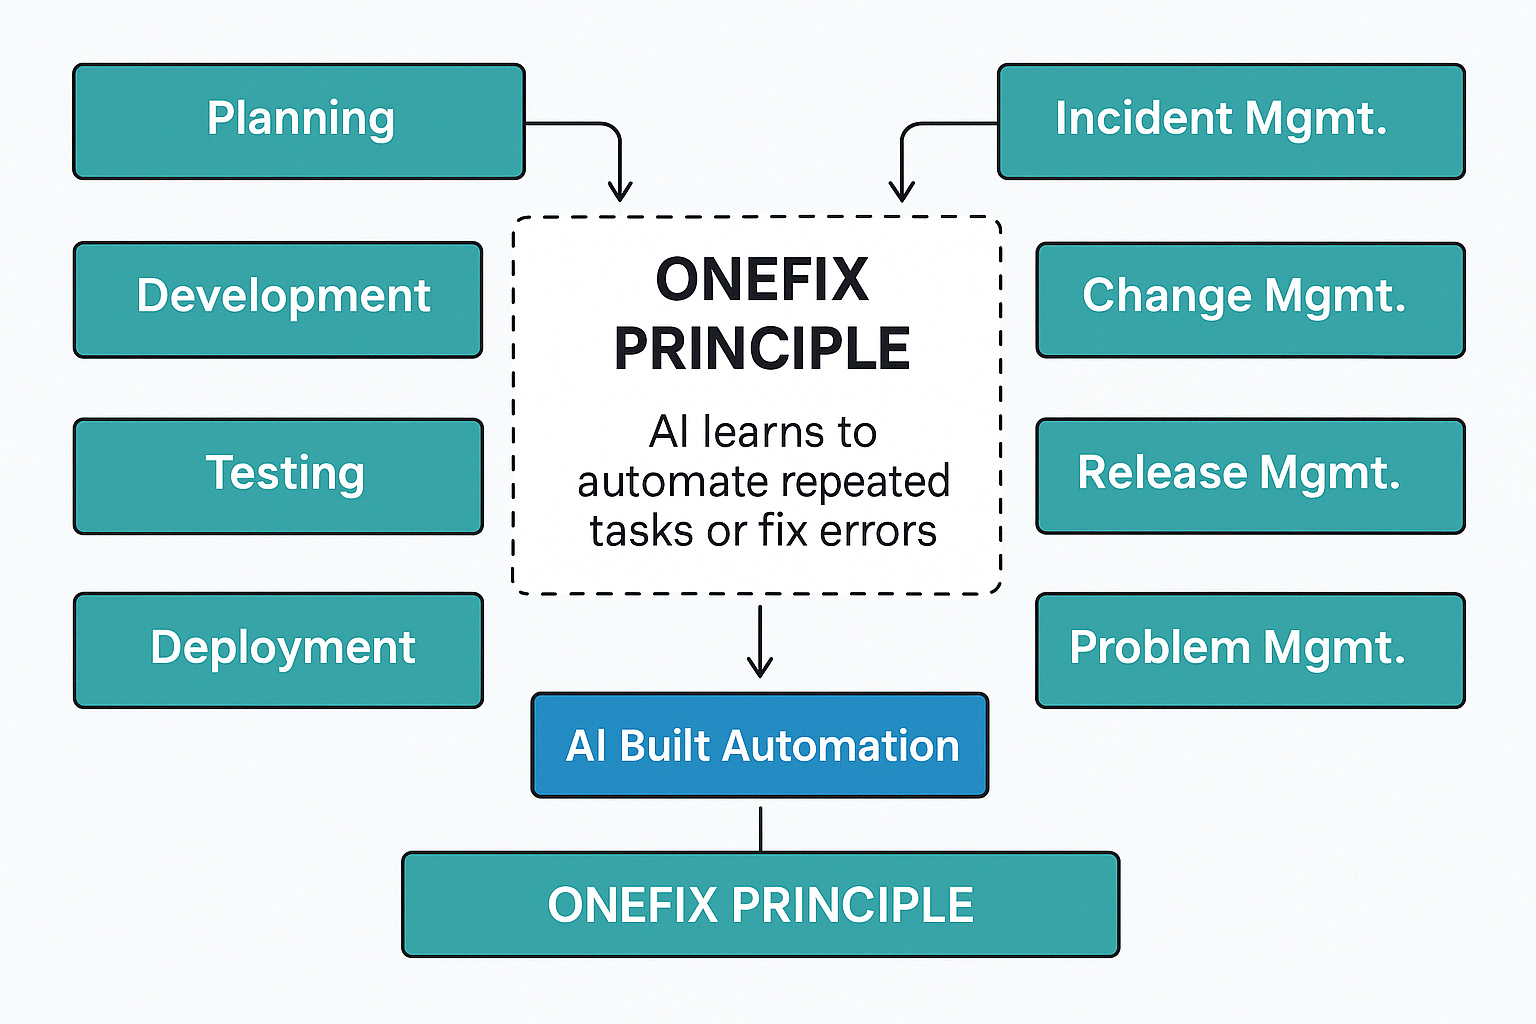 Planning
Incident Mgmt.
Development
Change Mgmt.
Testing
Release Mgmt.
Deployment
Problem Mgmt.
ONEFIX
PRINCIPLE
AI learns to
automate repeated
tasks or fix errors
AI Built Automation
ONEFIX PRINCIPLE